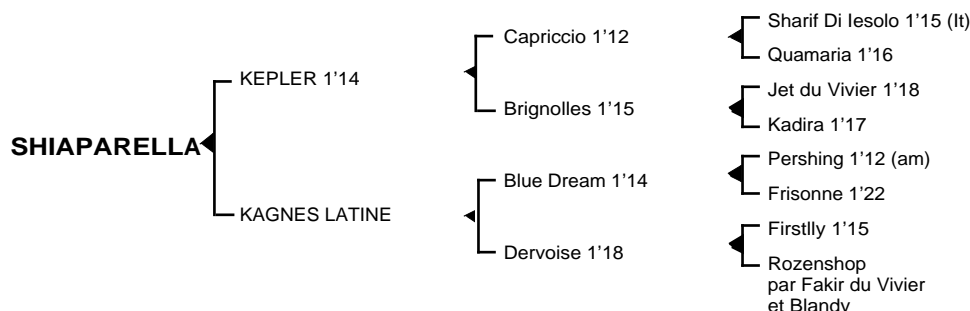 SHIAPARELLA
KEPLER 1’14
KAGNES LATINE
Capriccio 1’12
Brignolles 1’15
Blue Dream 1’14
Dervoise 1’18
Sharif Di Iesolo 1’15 (It)
Quamaria 1’16
Jet du Vivier 1’18
Kadira 1’17
Pershing 1’12 (am)
Frisonne 1’22
Firstlly 1’15
Rozenshop
par Fakir du Vivier
et Blandy